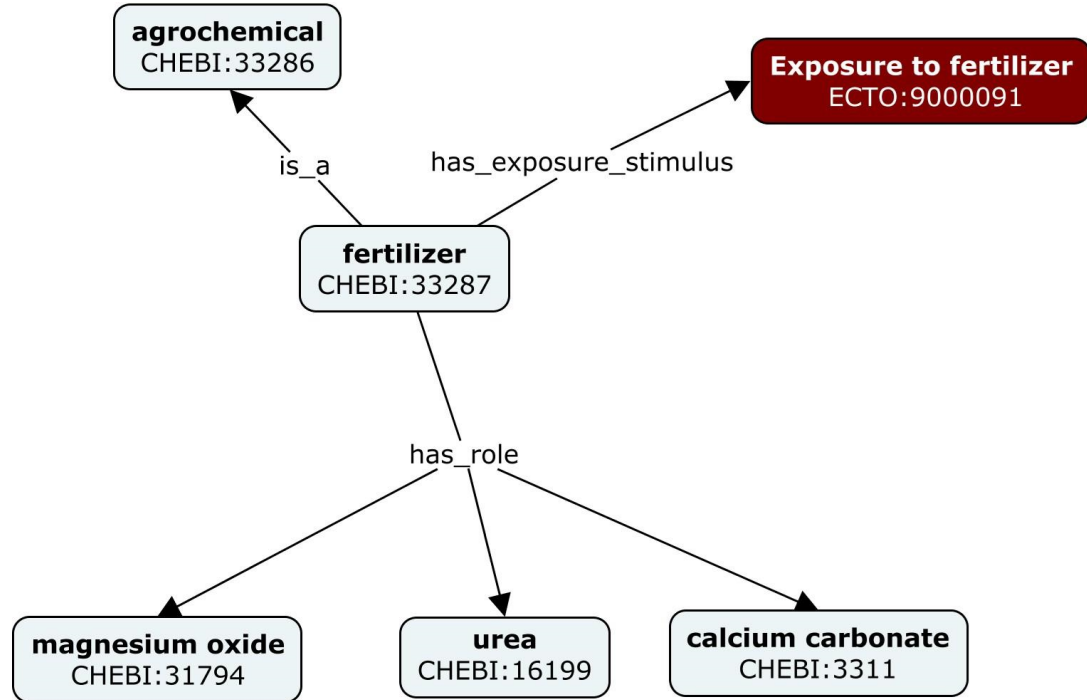 agrochemical
CHEBI:33286
Exposure to fertilizer
ECTO:9000091
is_a
has_exposure_stimulus
fertilizer
CHEBI:33287
has_role
magnesium oxide
CHEBI:31794
urea
CHEBI:16199
calcium carbonate
CHEBI:3311